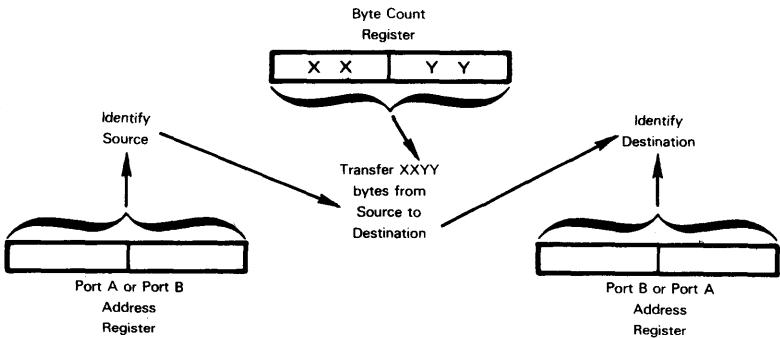 Byte Count
Register
X X Y Y
Identify
Source
Identify
Destination
Transfer XXYY
bytes from
Source to
Destination
Port A or Port B
Address
Register
Port B or Port A
Address
Register